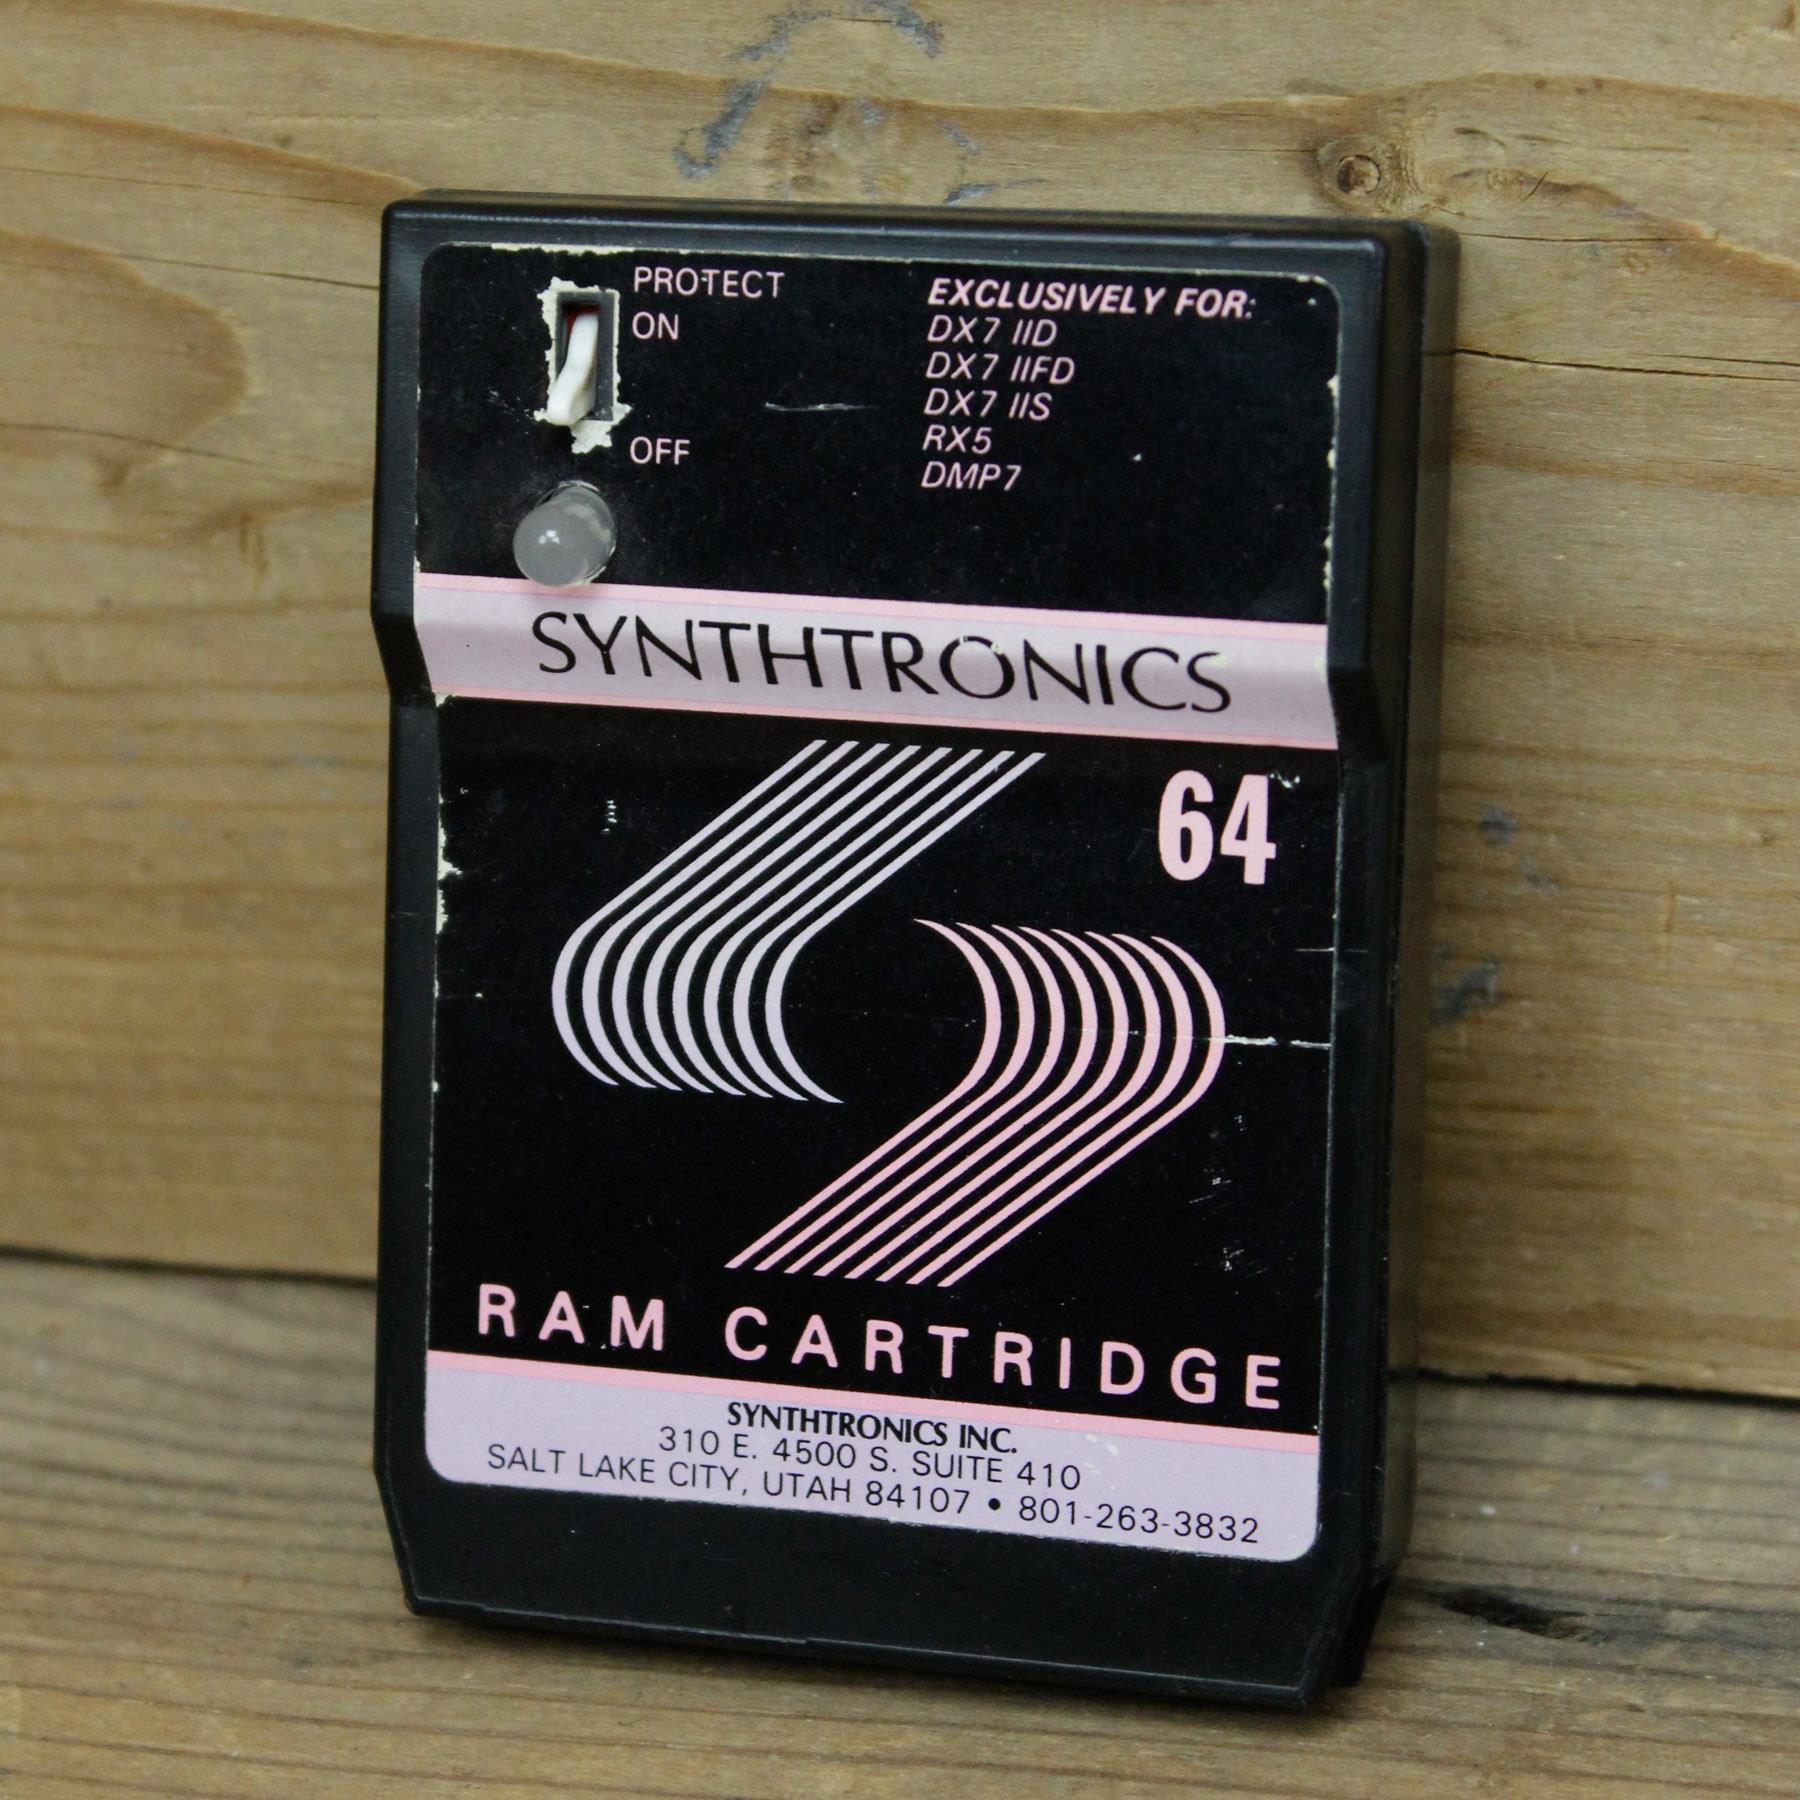 PROTECT
ON
OFF
EXCLUSIVELY FOR:
DX7 IID
DX7 IIFD
DX7 IIS
RX5
DMP7
SYNTHTRONICS
64
RAM CARTRIDGE
SYNTHTRONICS INC.
310 E. 4500 S. SUITE 410
SALT LAKE CITY, UTAH 84107 • 801-263-3832